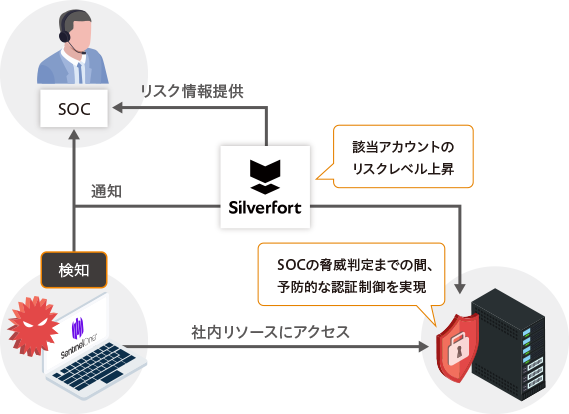 SOC
リスク情報提供
該当アカウントの
リスクレベル上昇
通知
Silverfort
検知
SOCの脅威判定までの間、
予防的な認証制御を実現
SentinelOne
社内リソースにアクセス